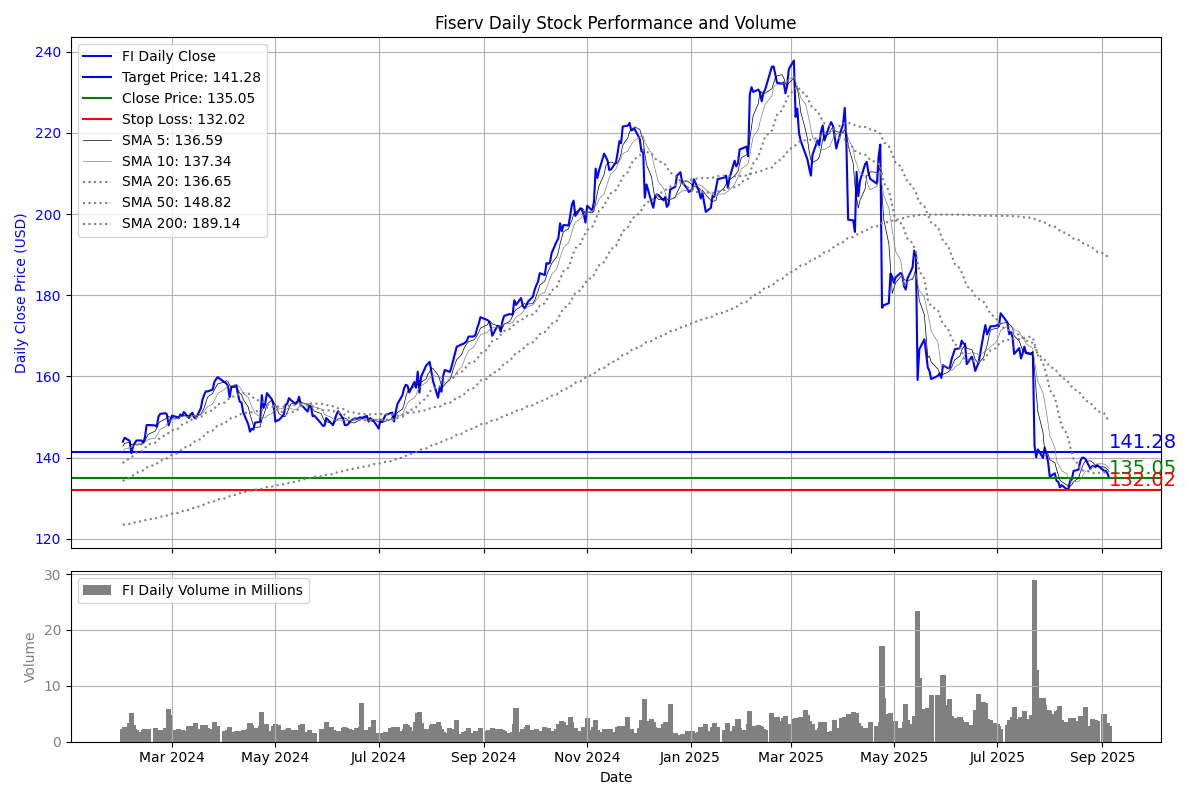 Fiserv Daily Stock Performance and Volume
240
220
200
180
160
140
120
Daily Close Price (USD)
FI Daily Close
Target Price: 141.28
Close Price: 135.05
Stop Loss: 132.02
SMA 5: 136.59
SMA 10: 137.34
SMA 20: 136.65
SMA 50: 148.82
SMA 200: 189.14
141.28
135.05
132.02
30
20
10
0
Volume
FI Daily Volume in Millions
Mar 2024 May 2024 Jul 2024 Sep 2024 Nov 2024 Jan 2025 Mar 2025 May 2025 Jul 2025 Sep 2025
Date